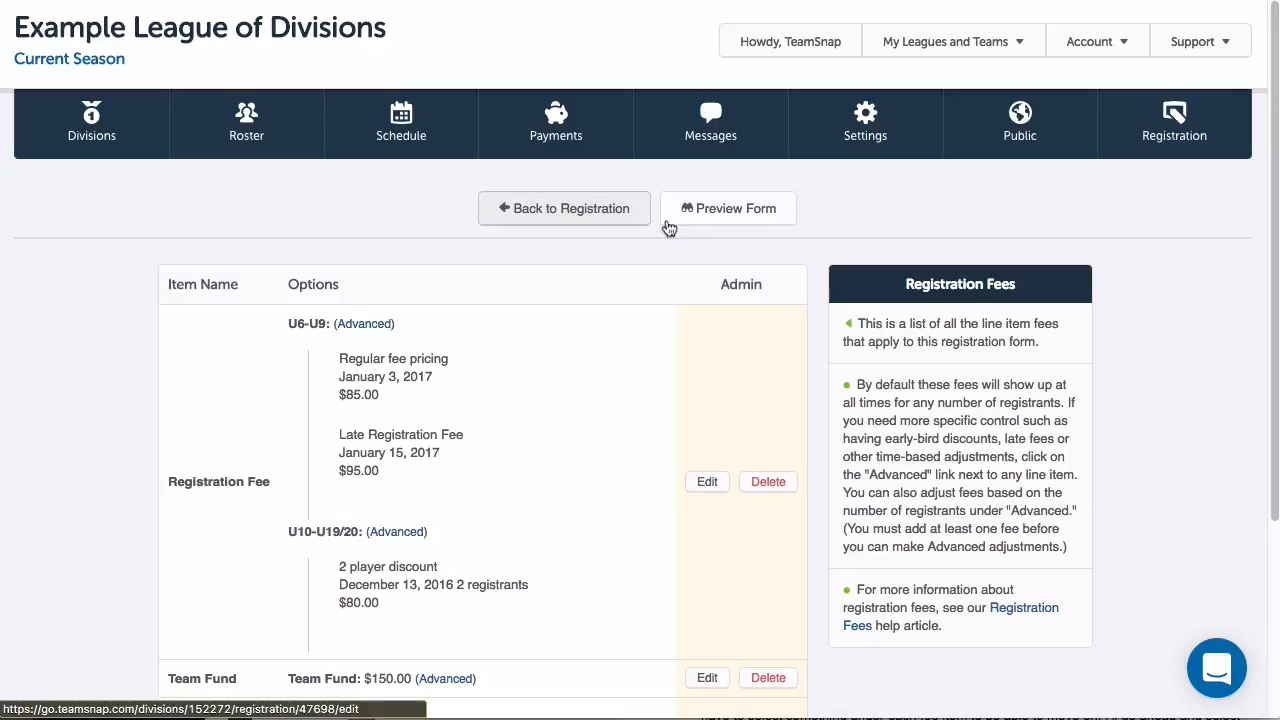 Example League of Divisions
Current Season
Howdy, TeamSnap
My Leagues and Teams
Account
Support
Divisions
Roster
Schedule
Payments
Messages
Settings
Public
Registration
Back to Registration
Preview Form
Item Name
Options
Admin
U6-U9: (Advanced)
Regular fee pricing
January 3, 2017
$85.00
Late Registration Fee
January 15, 2017
$95.00
Registration Fee
Edit
Delete
U10-U19/20: (Advanced)
2 player discount
December 13, 2016 2 registrants
$80.00
Team Fund
Team Fund: $150.00 (Advanced)
Edit
Delete
Registration Fees
This is a list of all the line item fees
that apply to this registration form.
By default these fees will show up at
all times for any number of registrants. If
you need more specific control such as
having early-bird discounts, late fees or
other time-based adjustments, click on
the "Advanced" link next to any line item.
You can also adjust fees based on the
number of registrants under "Advanced."
(You must add at least one fee before
you can make Advanced adjustments.)
For more information about
registration fees, see our Registration
Fees help article.
https://go.teamsnap.com/divisions/152272/registration/47698/edit